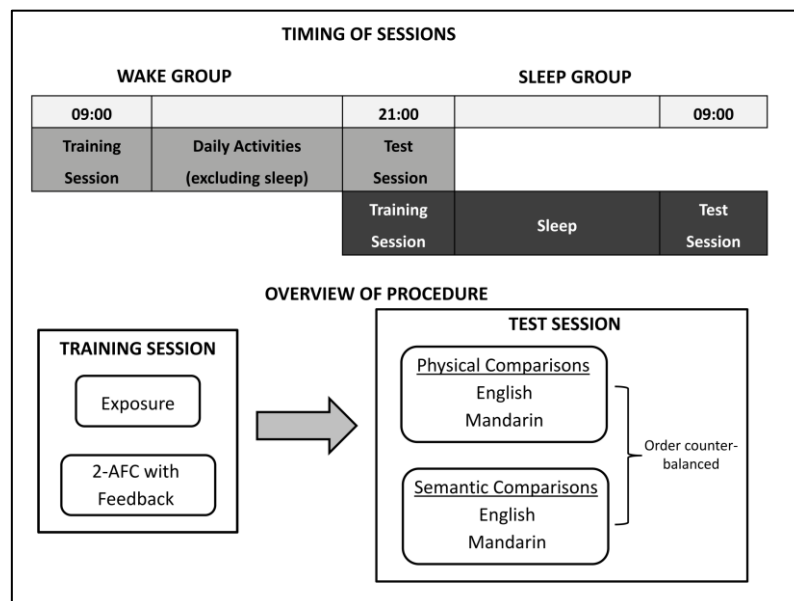 TIMING OF SESSIONS
WAKE GROUP
SLEEP GROUP
09:00
21:00
09:00
Training
Session
Daily Activities
(excluding sleep)
Test
Session
Training
Session
Sleep
Test
Session
OVERVIEW OF PROCEDURE
TRAINING SESSION
Exposure
2-AFC with
Feedback
TEST SESSION
Physical Comparisons
English
Mandarin
Semantic Comparisons
English
Mandarin
Order counter-
balanced